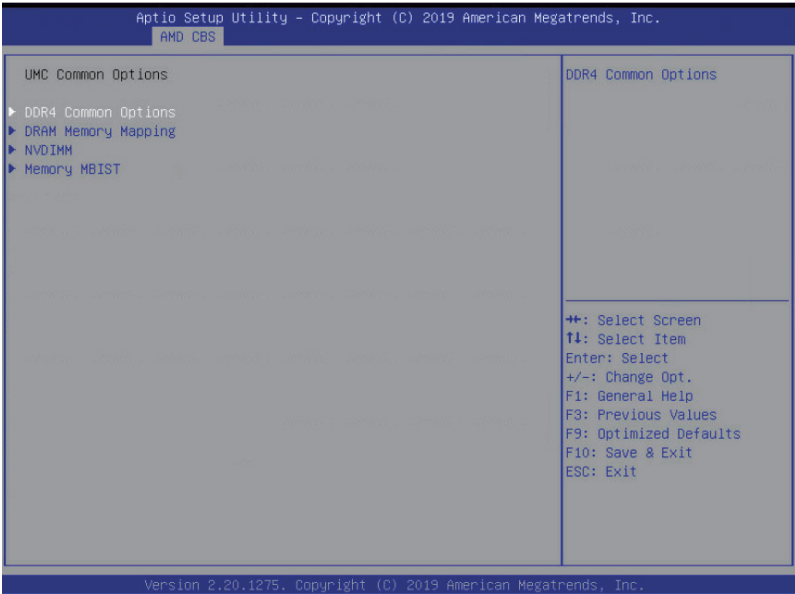 Aptio Setup Utility – Copyright (C) 2019 American Megatrends, Inc.
AMD CBS
UMC Common Options
▶ DDR4 Common Options
▶ DRAM Memory Mapping
▶ NVDIMM
▶ Memory MBIST
DDR4 Common Options
→←: Select Screen
↑↓: Select Item
Enter: Select
+/-: Change Opt.
F1: General Help
F3: Previous Values
F9: Optimized Defaults
F10: Save & Exit
ESC: Exit
Version 2.20.1275. Copyright (C) 2019 American Megatrends, Inc.